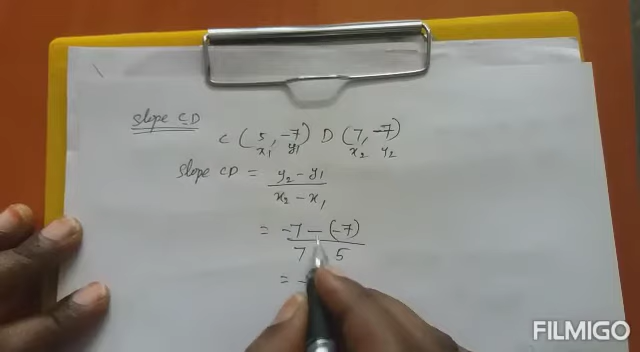 slope CD
C ( 5, -7 ) D ( 7, -7 )
x₁ y₁ x₂ y₂
slope CD = y₂ - y₁
x₂ - x₁
= -7 - (-7)
7 5
= -
FILMIGO